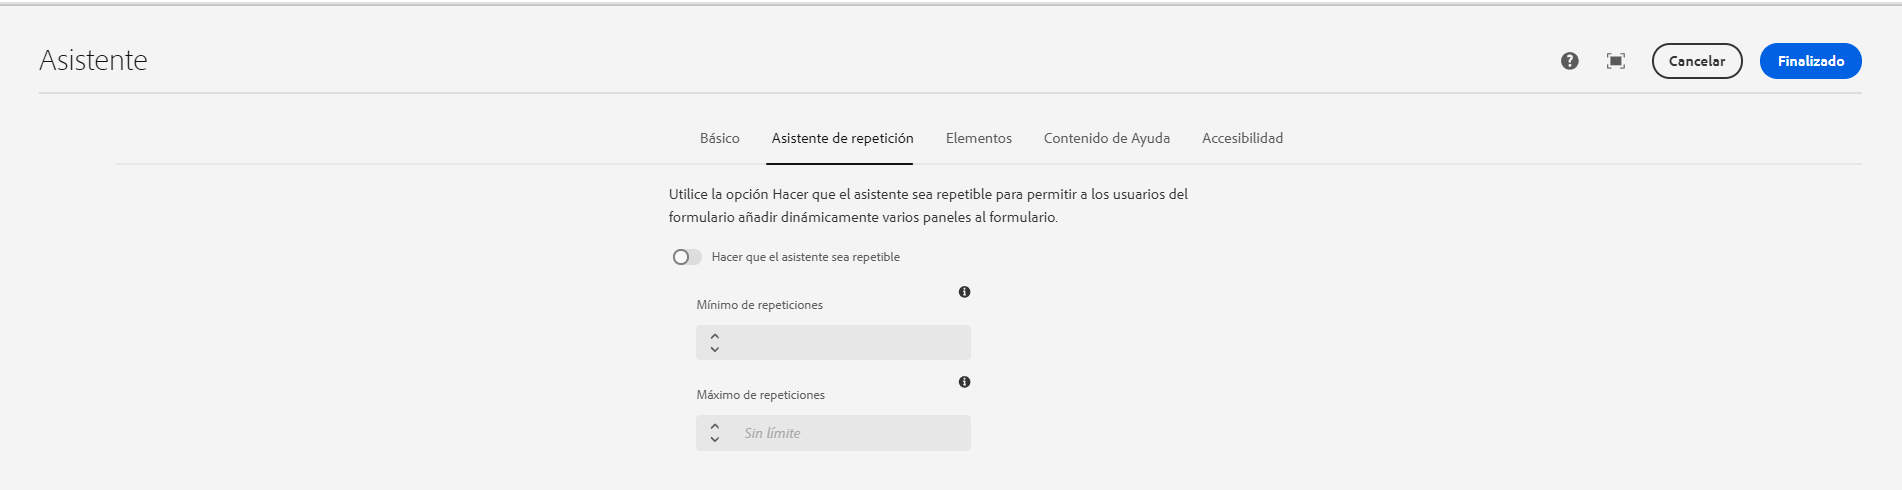 Asistente
Cancelar
Finalizado
Básico
Asistente de repetición
Elementos
Contenido de Ayuda
Accesibilidad
Utilice la opción Hacer que el asistente sea repetible para permitir a los usuarios del
formulario añadir dinámicamente varios paneles al formulario.
Hacer que el asistente sea repetible
Mínimo de repeticiones
Máximo de repeticiones
Sin límite